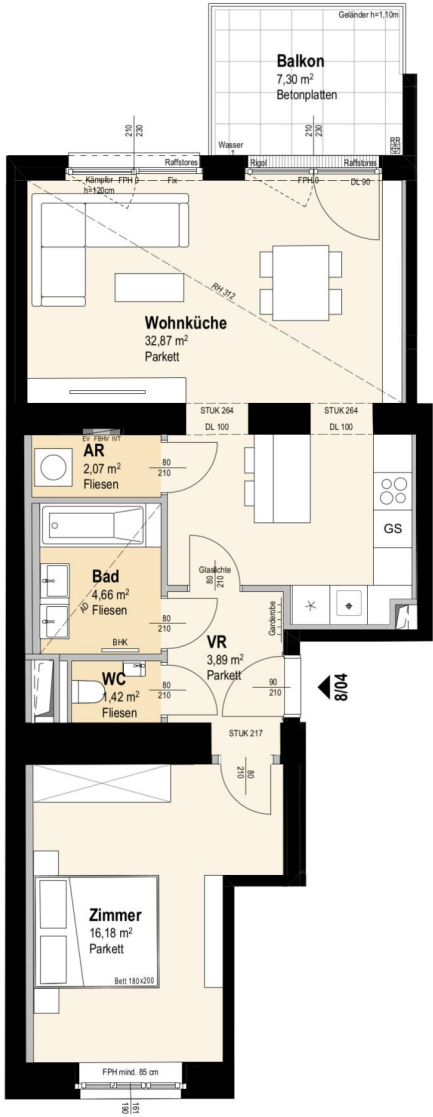 Geländer h=1,10m
Balkon
7,30 m²
Betonplatten
210
230
210
230
Wasser
Raffstores
Rigol
Raffstores
Kämpfer
h=120cm
FPH 0
Fix
FPH 0
DL 90
RH 312
Wohnküche
32,87 m²
Parkett
STUK 264
DL 100
STUK 264
DL 100
EV FBHV IVT
AR
2,07 m²
Fliesen
80
210
GS
Glaslichte
80
210
Bad
4,66 m²
Fliesen
AD
80
210
BHK
Garderobe
VR
3,89 m²
Parkett
WC
1,42 m²
Fliesen
80
210
90
210
8/04
STUK 217
80
210
Zimmer
16,18 m²
Parkett
Bett 180x200
FPH mind. 85 cm
161
190